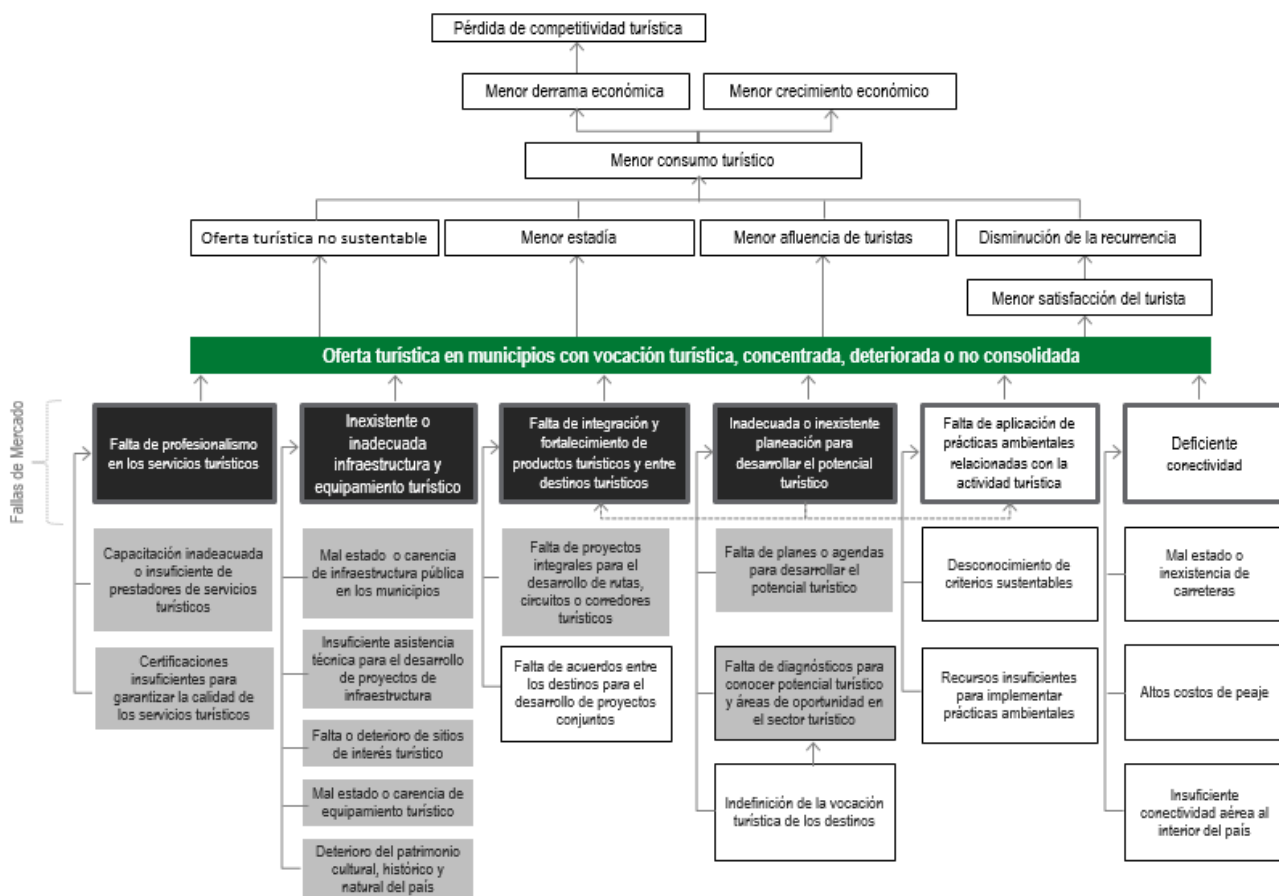 Pérdida de competitividad turística
Menor derrama económica
Menor crecimiento económico
Menor consumo turístico
Oferta turística no sustentable
Menor estadía
Menor afluencia de turistas
Disminución de la recurrencia
Menor satisfacción del turista
Oferta turística en municipios con vocación turística, concentrada, deteriorada o no consolidada
Fallas de Mercado
Falta de profesionalismo
en los servicios turísticos
Inexistente o
inadecuada
infraestructura y
equipamiento turístico
Falta de integración y
fortalecimiento de
productos turísticos y entre
destinos turísticos
Inadecuada o inexistente
planeación para
desarrollar el potencial
turístico
Falta de aplicación de
prácticas ambientales
relacionadas con la
actividad turística
Deficiente
conectividad
Capacitación inadeacuada
o insuficiente de
prestadores de servicios
turísticos
Certificaciones
insuficientes para
garantizar la calidad de
los servicios turísticos
Mal estado o carencia
de infraestructura pública
en los municipios
Insuficiente asistencia
técnica para el desarrollo
de proyectos de
infraestructura
Falta o deterioro de sitios
de interés turístico
Mal estado o carencia de
equipamiento turístico
Deterioro del patrimonio
cultural, histórico y
natural del país
Falta de proyectos
integrales para el
desarrollo de rutas,
circuitos o corredores
turísticos
Falta de acuerdos entre
los destinos para el
desarrollo de proyectos
conjuntos
Falta de planes o agendas
para desarrollar el
potencial turístico
Falta de diagnósticos para
conocer potencial turístico
y áreas de oportunidad en
el sector turístico
Indefinición de la vocación
turística de los destinos
Desconocimiento de
criterios sustentables
Recursos insuficientes
para implementar
prácticas ambientales
Mal estado o
inexistencia de
carreteras
Altos costos de peaje
Insuficiente
conectividad aérea al
interior del país